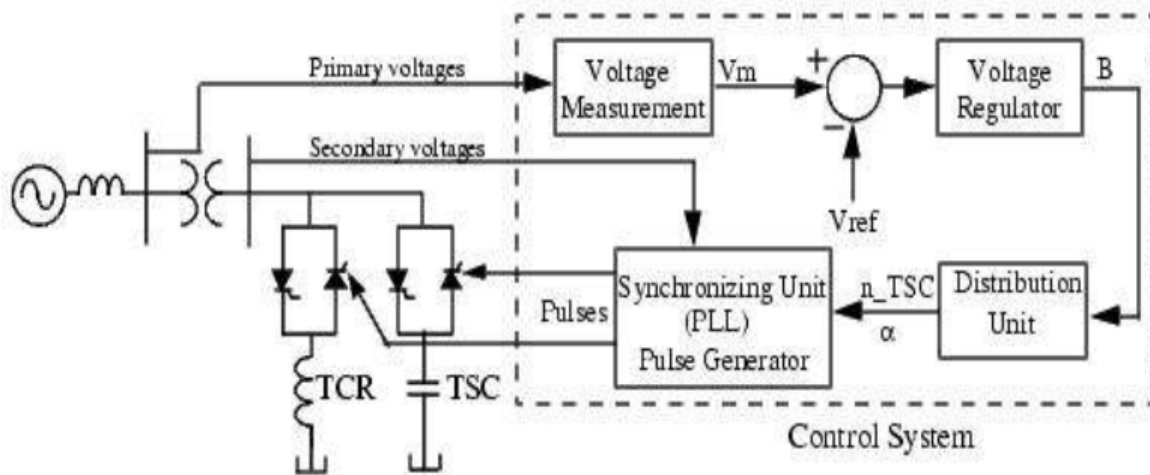 Primary voltages
Voltage
Measurement
Vm
+
−
Voltage
Regulator
B
Secondary voltages
Vref
Synchronizing Unit
(PLL)
Pulse Generator
n_TSC
α
Distribution
Unit
Pulses
TCR
TSC
Control System